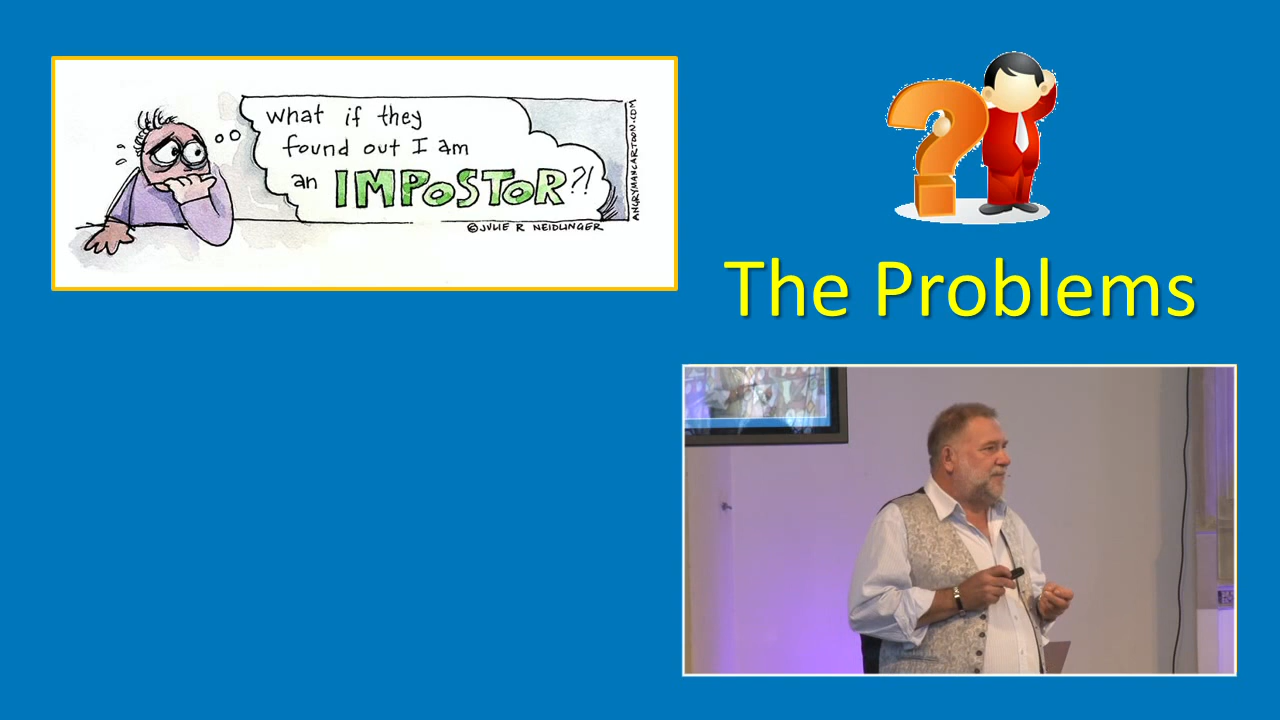 what if they
found out I am
an IMPOSTOR?!
ANGRYMANCARTOON.COM
©JULIE R NEIDLINGER
The Problems